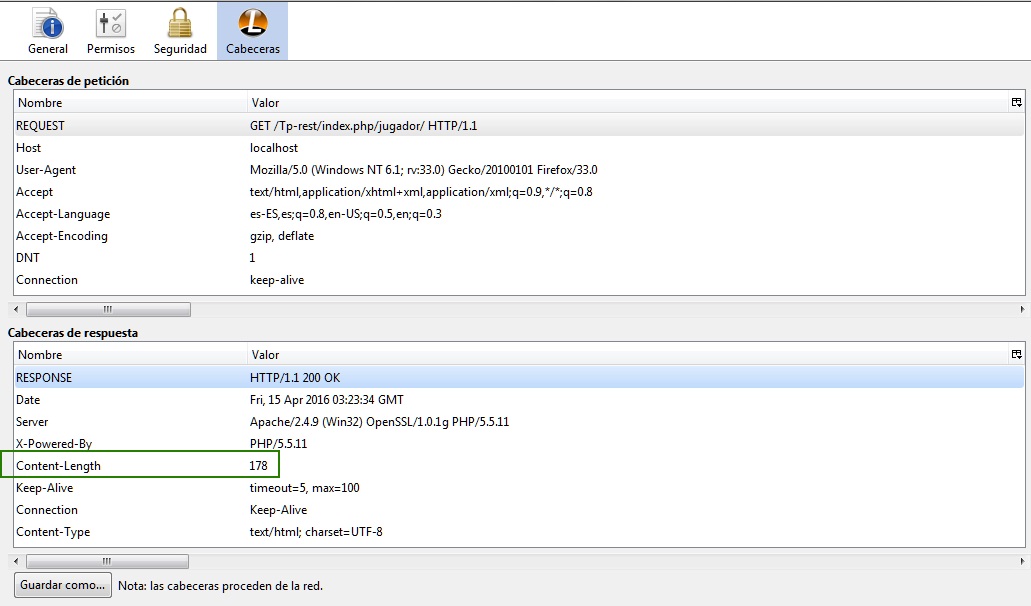 General Permisos Seguridad Cabeceras
Cabeceras de petición
Nombre Valor
REQUEST GET /Tp-rest/index.php/jugador/ HTTP/1.1
Host localhost
User-Agent Mozilla/5.0 (Windows NT 6.1; rv:33.0) Gecko/20100101 Firefox/33.0
Accept text/html,application/xhtml+xml,application/xml;q=0.9,*/*;q=0.8
Accept-Language es-ES,es;q=0.8,en-US;q=0.5,en;q=0.3
Accept-Encoding gzip, deflate
DNT 1
Connection keep-alive
Cabeceras de respuesta
Nombre Valor
RESPONSE HTTP/1.1 200 OK
Date Fri, 15 Apr 2016 03:23:34 GMT
Server Apache/2.4.9 (Win32) OpenSSL/1.0.1g PHP/5.5.11
X-Powered-By PHP/5.5.11
Content-Length 178
Keep-Alive timeout=5, max=100
Connection Keep-Alive
Content-Type text/html; charset=UTF-8
Guardar como... Nota: las cabeceras proceden de la red.